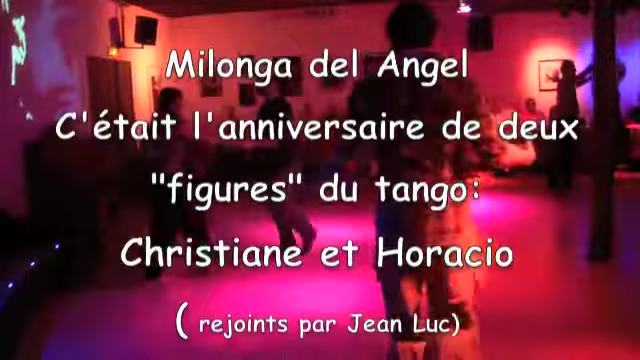 Milonga del Angel
C'était l'anniversaire de deux
"figures" du tango:
Christiane et Horacio
( rejoints par Jean Luc)